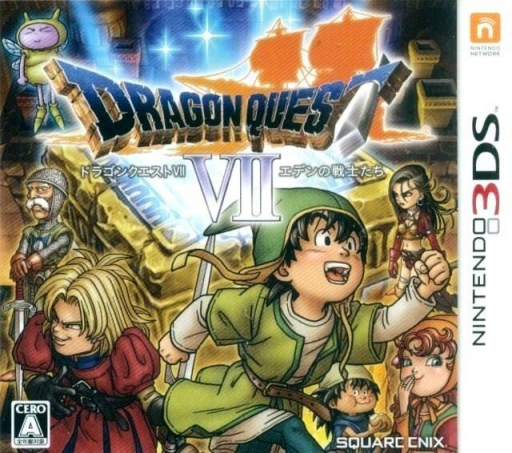 NINTENDO NETWORK
DRAGON QUEST
ドラゴンクエストVII
VII
エデンの戦士たち
NINTENDO 3DS
CERO
A
全年齢対象
SQUARE ENIX